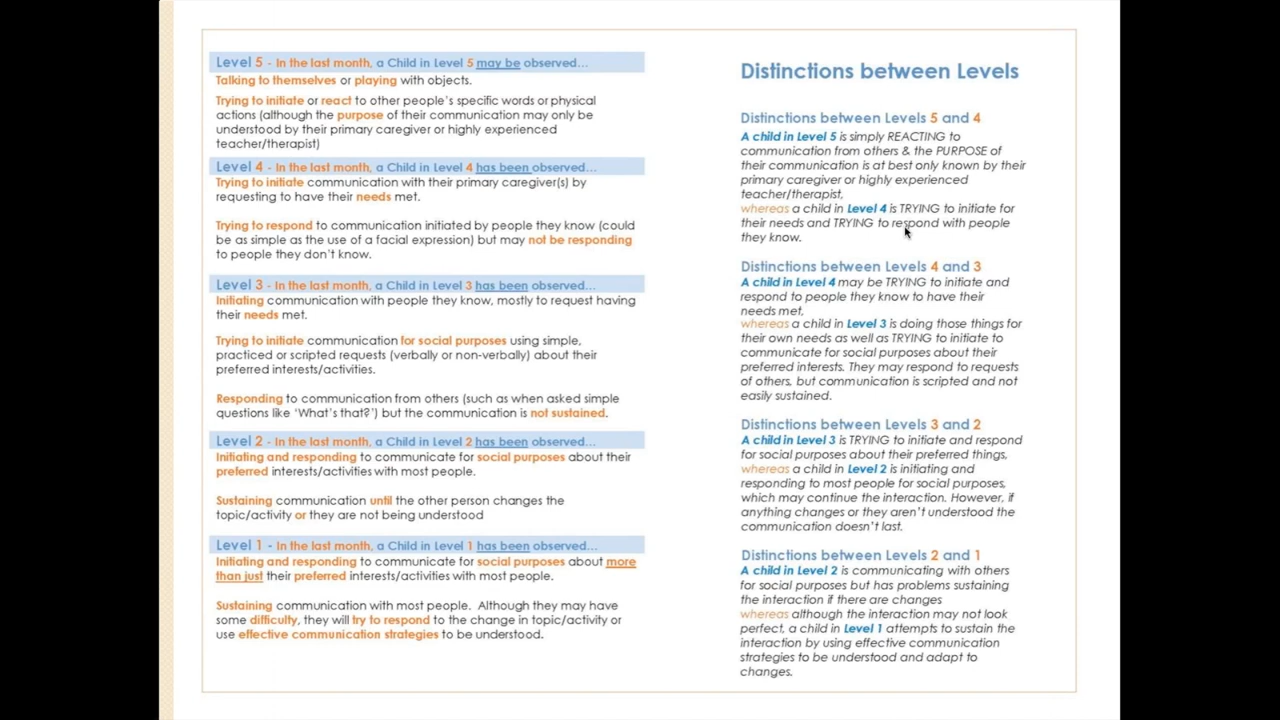 Level 5 - In the last month, a Child in Level 5 may be observed...
Talking to themselves or playing with objects.
Trying to initiate or react to other people's specific words or physical
actions (although the purpose of their communication may only be
understood by their primary caregiver or highly experienced
teacher/therapist)
Level 4 - In the last month, a Child in Level 4 has been observed...
Trying to initiate communication with their primary caregiver(s) by
requesting to have their needs met.
Trying to respond to communication initiated by people they know (could
be as simple as the use of a facial expression) but may not be responding
to people they don't know.
Level 3 - In the last month, a Child in Level 3 has been observed...
Initiating communication with people they know, mostly to request having
their needs met.
Trying to initiate communication for social purposes using simple,
practiced or scripted requests (verbally or non-verbally) about their
preferred interests/activities.
Responding to communication from others (such as when asked simple
questions like 'What's that?') but the communication is not sustained.
Level 2 - In the last month, a Child in Level 2 has been observed...
Initiating and responding to communicate for social purposes about their
preferred interests/activities with most people.
Sustaining communication until the other person changes the
topic/activity or they are not being understood
Level 1 - In the last month, a Child in Level 1 has been observed...
Initiating and responding to communicate for social purposes about more
than just their preferred interests/activities with most people.
Sustaining communication with most people. Although they may have
some difficulty, they will try to respond to the change in topic/activity or
use effective communication strategies to be understood.
Distinctions between Levels
Distinctions between Levels 5 and 4
A child in Level 5 is simply REACTING to
communication from others & the PURPOSE of
their communication is at best only known by their
primary caregiver or highly experienced
teacher/therapist,
whereas a child in Level 4 is TRYING to initiate for
their needs and TRYING to respond with people
they know.
Distinctions between Levels 4 and 3
A child in Level 4 may be TRYING to initiate and
respond to people they know to have their
needs met,
whereas a child in Level 3 is doing those things for
their own needs as well as TRYING to initiate to
communicate for social purposes about their
preferred interests. They may respond to requests
of others, but communication is scripted and not
easily sustained.
Distinctions between Levels 3 and 2
A child in Level 3 is TRYING to initiate and respond
for social purposes about their preferred things,
whereas a child in Level 2 is initiating and
responding to most people for social purposes,
which may continue the interaction. However, if
anything changes or they aren't understood the
communication doesn't last.
Distinctions between Levels 2 and 1
A child in Level 2 is communicating with others
for social purposes but has problems sustaining
the interaction if there are changes
whereas although the interaction may not look
perfect, a child in Level 1 attempts to sustain the
interaction by using effective communication
strategies to be understood and adapt to
changes.